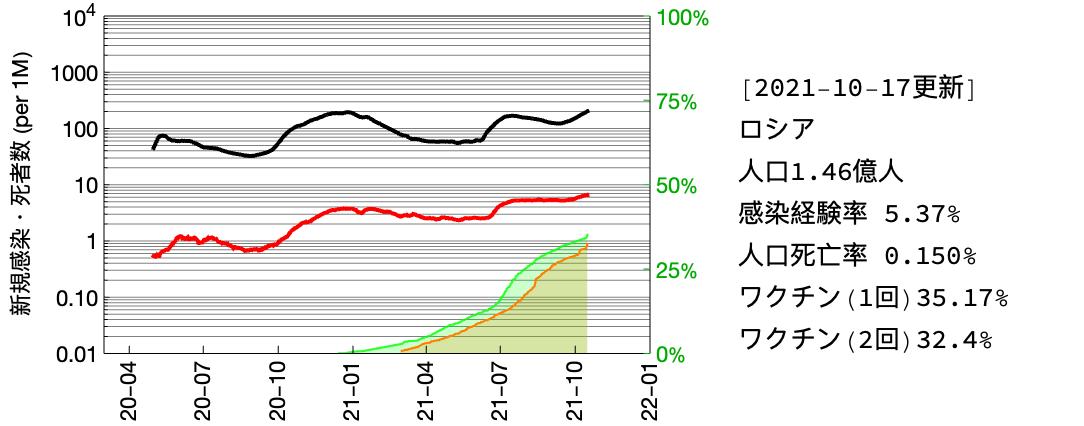 新規感染・死者数 (per 1M)
10⁴
1000
100
10
1
0.10
0.01
100%
75%
50%
25%
0%
20-04
20-07
20-10
21-01
21-04
21-07
21-10
22-01
[2021-10-17更新]
ロシア
人口1.46億人
感染経験率 5.37%
人口死亡率 0.150%
ワクチン(1回)35.17%
ワクチン(2回)32.4%